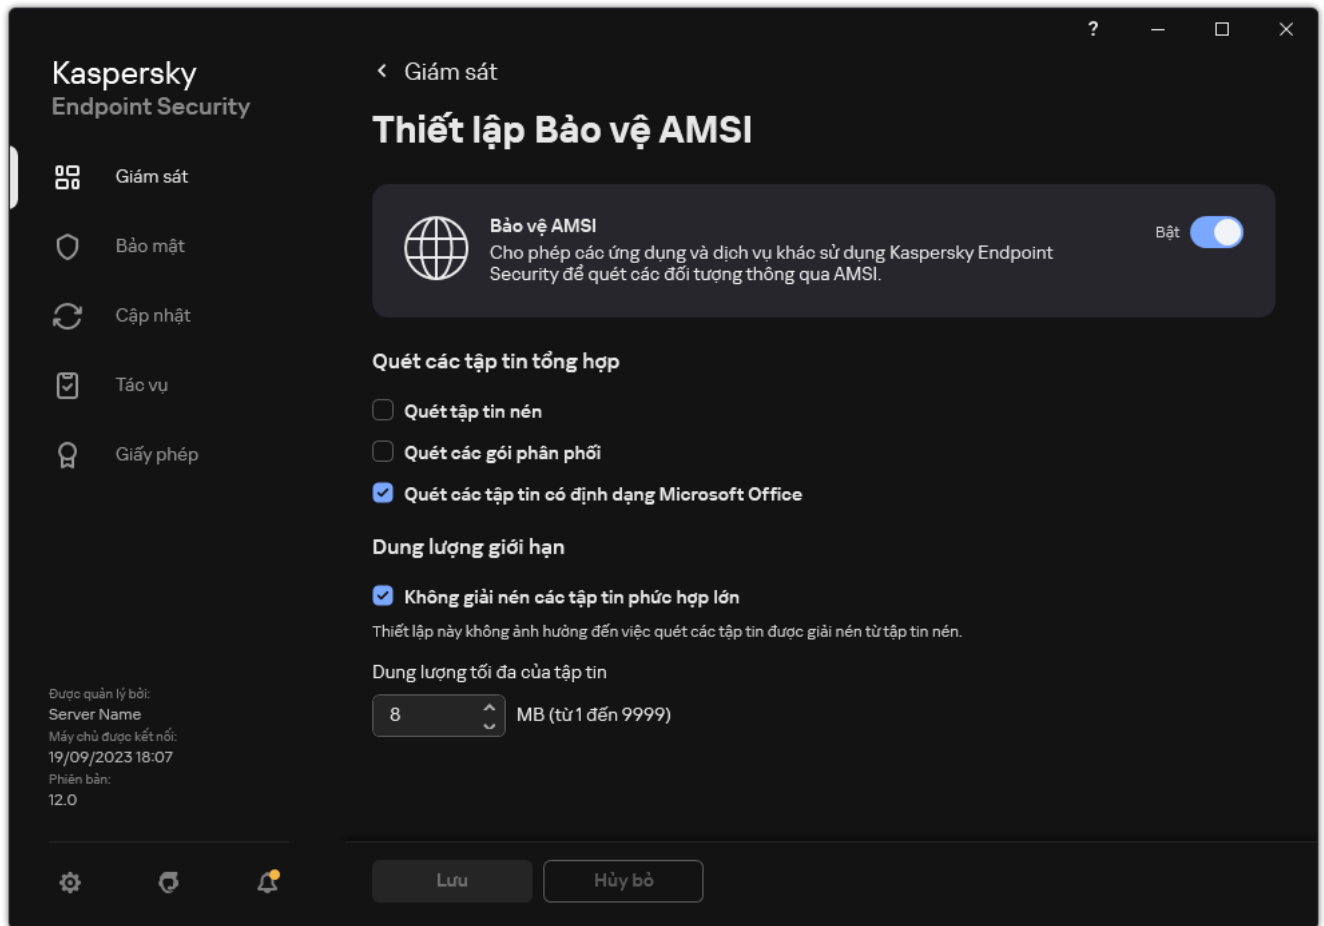 ?
Kaspersky
Endpoint Security
Giám sát
Bảo mật
Cập nhật
Tác vụ
Giấy phép
Được quản lý bởi:
Server Name
Máy chủ được kết nối:
19/09/2023 18:07
Phiên bản:
12.0
Giám sát
Thiết lập Bảo vệ AMSI
Bảo vệ AMSI
Cho phép các ứng dụng và dịch vụ khác sử dụng Kaspersky Endpoint
Security để quét các đối tượng thông qua AMSI.
Bật
Quét các tập tin tổng hợp
Quét tập tin nén
Quét các gói phân phối
Quét các tập tin có định dạng Microsoft Office
Dung lượng giới hạn
Không giải nén các tập tin phức hợp lớn
Thiết lập này không ảnh hưởng đến việc quét các tập tin được giải nén từ tập tin nén.
Dung lượng tối đa của tập tin
8 MB (từ 1 đến 9999)
Lưu
Hủy bỏ